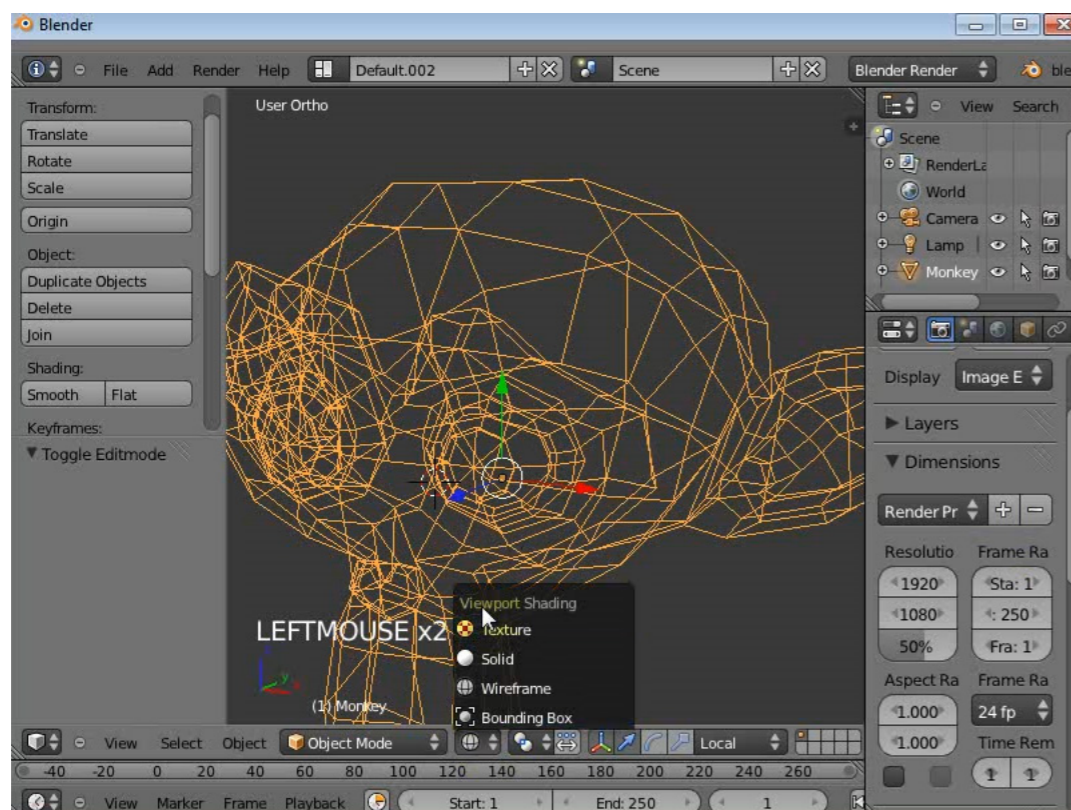 Blender
File Add Render Help Default.002 Scene Blender Render ble
Transform:
Translate
Rotate
Scale
Origin
Object:
Duplicate Objects
Delete
Join
Shading:
Smooth Flat
Keyframes:
Toggle Editmode
User Ortho
LEFTMOUSE x2
(1) Monkey
Viewport Shading
Texture
Solid
Wireframe
Bounding Box
View Select Object Object Mode Local
-40 -20 0 20 40 60 80 100 120 140 160 180 200 220 240 260
View Marker Frame Playback Start: 1 End: 250 1
View Search
Scene
RenderLa
World
Camera
Lamp
Monkey
Display Image E
Layers
Dimensions
Render Pr
Resolutio Frame Ra
1920 Sta: 1
1080 : 250
50% Fra: 1
Aspect Ra Frame Ra
1.000 24 fp
1.000 Time Rem
1 1